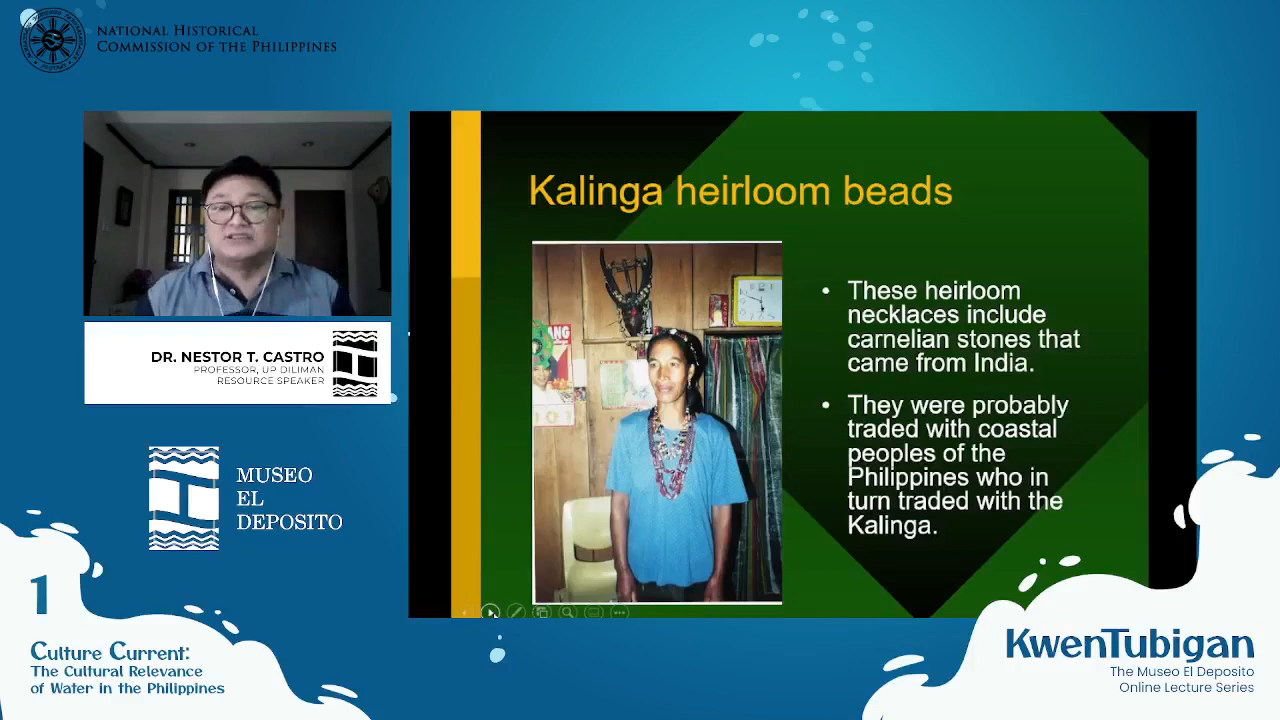 NATIONAL HISTORICAL
COMMISSION OF THE PHILIPPINES
DR. NESTOR T. CASTRO
PROFESSOR, UP DILIMAN
RESOURCE SPEAKER
MUSEO
EL
DEPOSITO
1
Culture Current:
The Cultural Relevance
of Water in the Philippines
Kalinga heirloom beads
• These heirloom
necklaces include
carnelian stones that
came from India.
• They were probably
traded with coastal
peoples of the
Philippines who in
turn traded with the
Kalinga.
KwenTubigan
The Museo El Deposito
Online Lecture Series